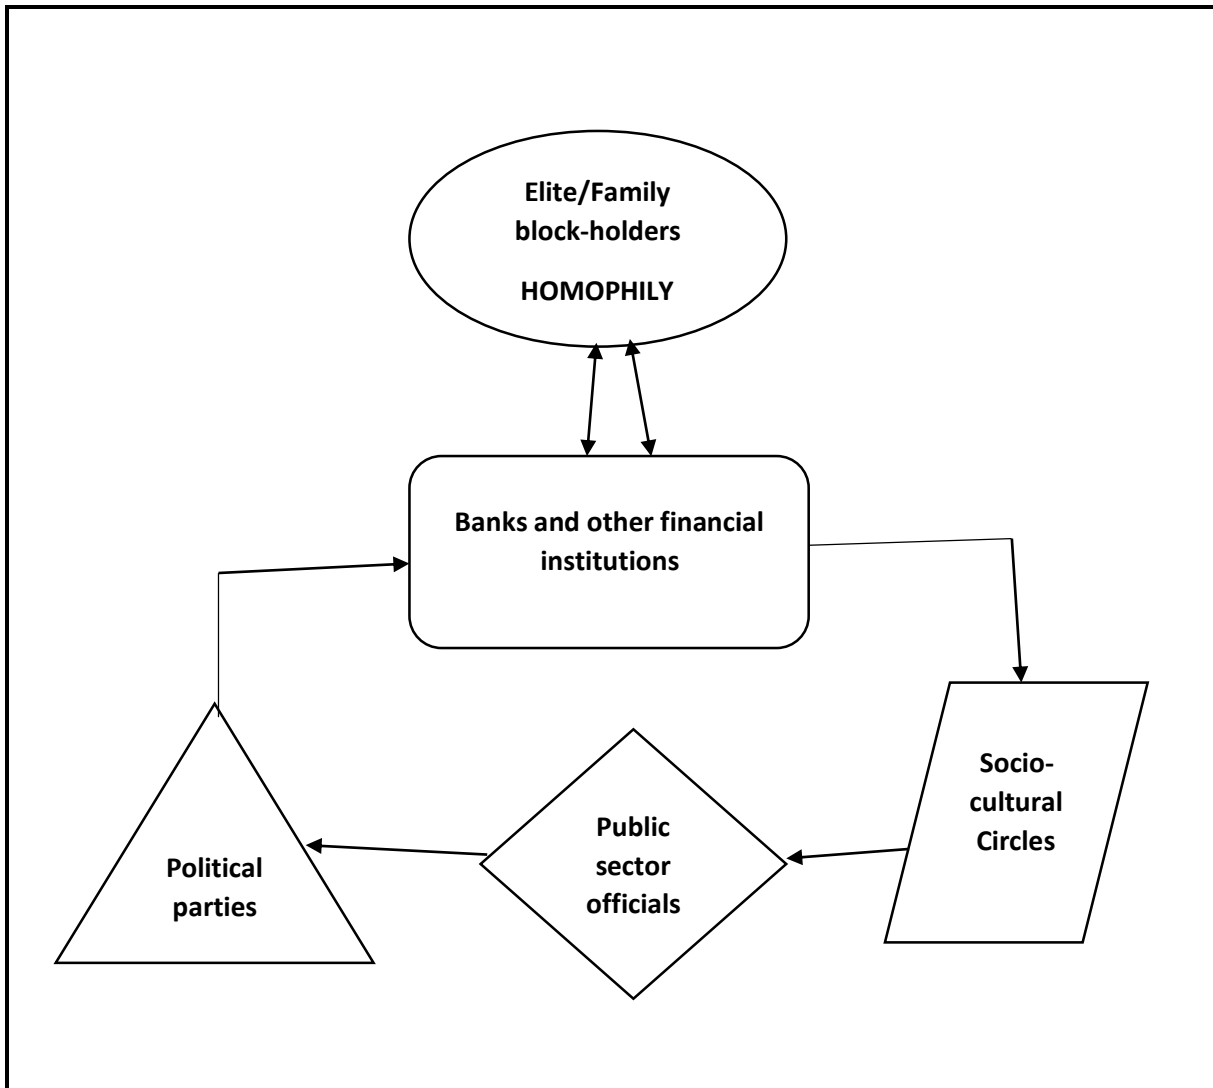 Elite/Family
block-holders
HOMOPHILY
Banks and other financial
institutions
Socio-
cultural
Circles
Public
sector
officials
Political
parties